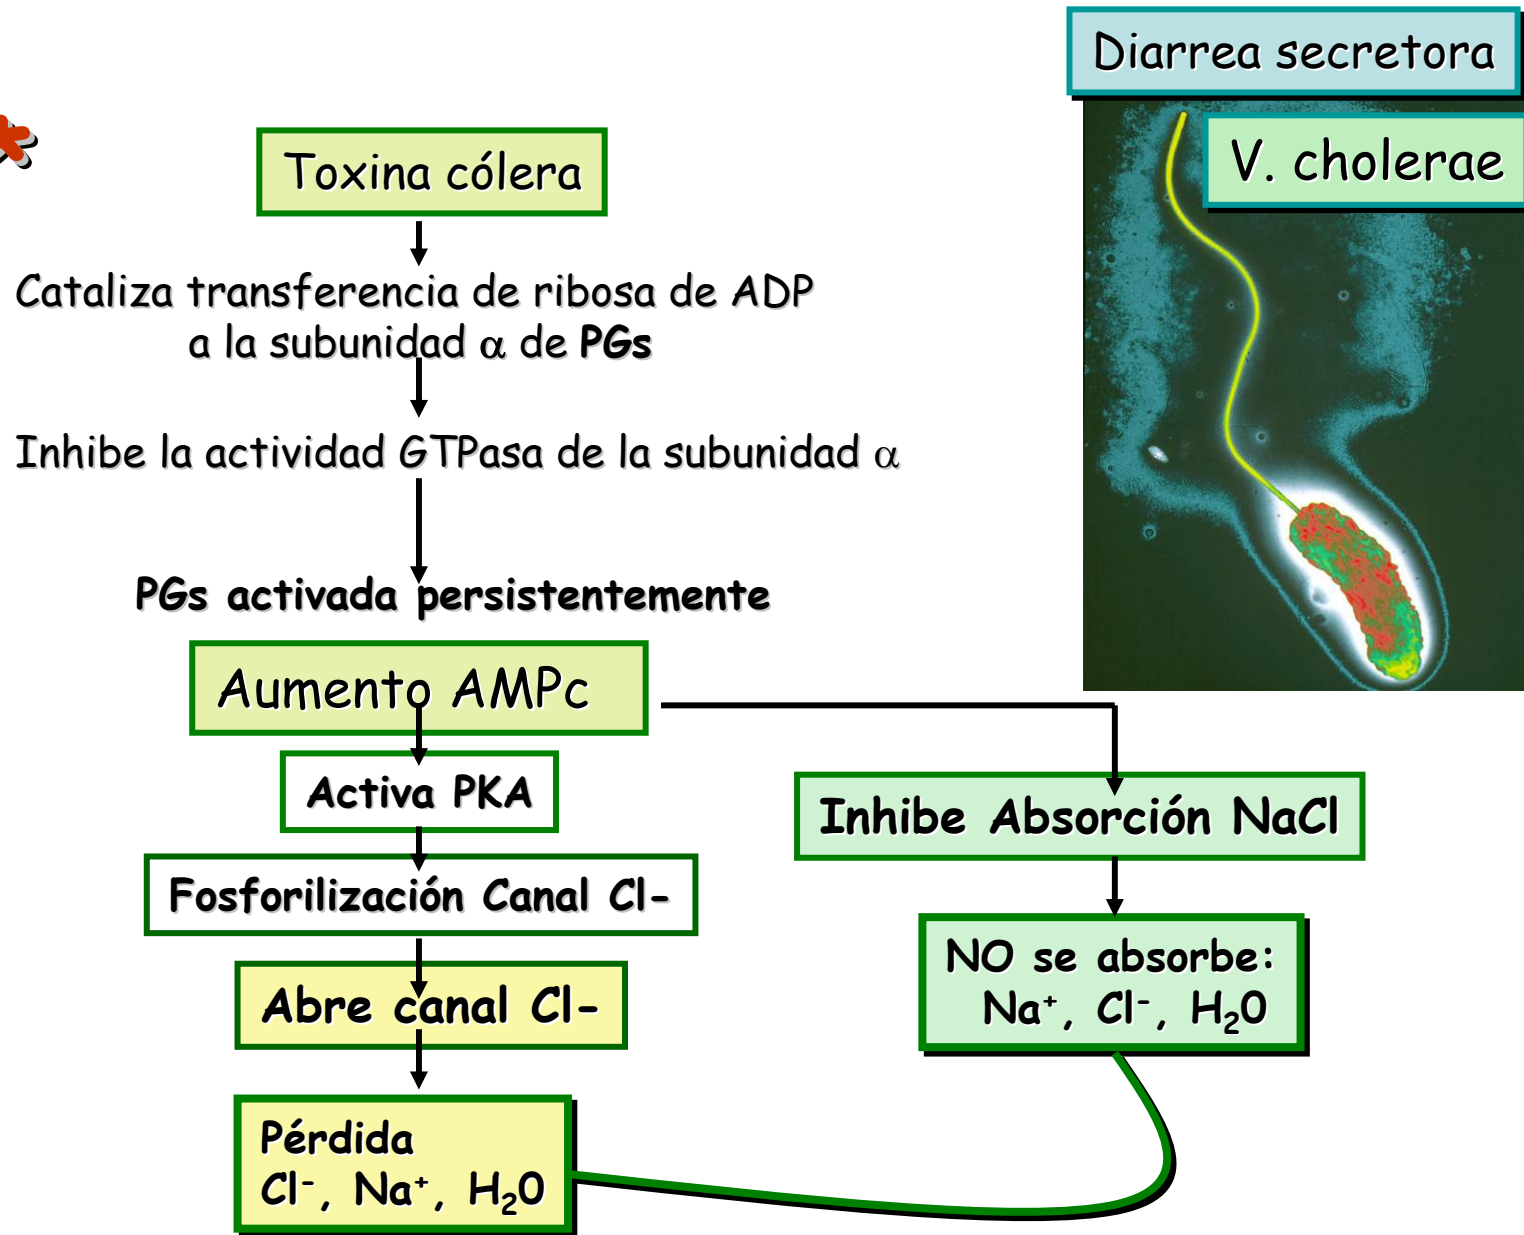 Diarrea secretora
V. cholerae
Toxina cólera
Cataliza transferencia de ribosa de ADP
a la subunidad α de PGs
Inhibe la actividad GTPasa de la subunidad α
PGs activada persistentemente
Aumento AMPc
Activa PKA
Fosforilización Canal Cl-
Abre canal Cl-
Pérdida
Cl⁻, Na⁺, H₂0
Inhibe Absorción NaCl
NO se absorbe:
Na⁺, Cl⁻, H₂0